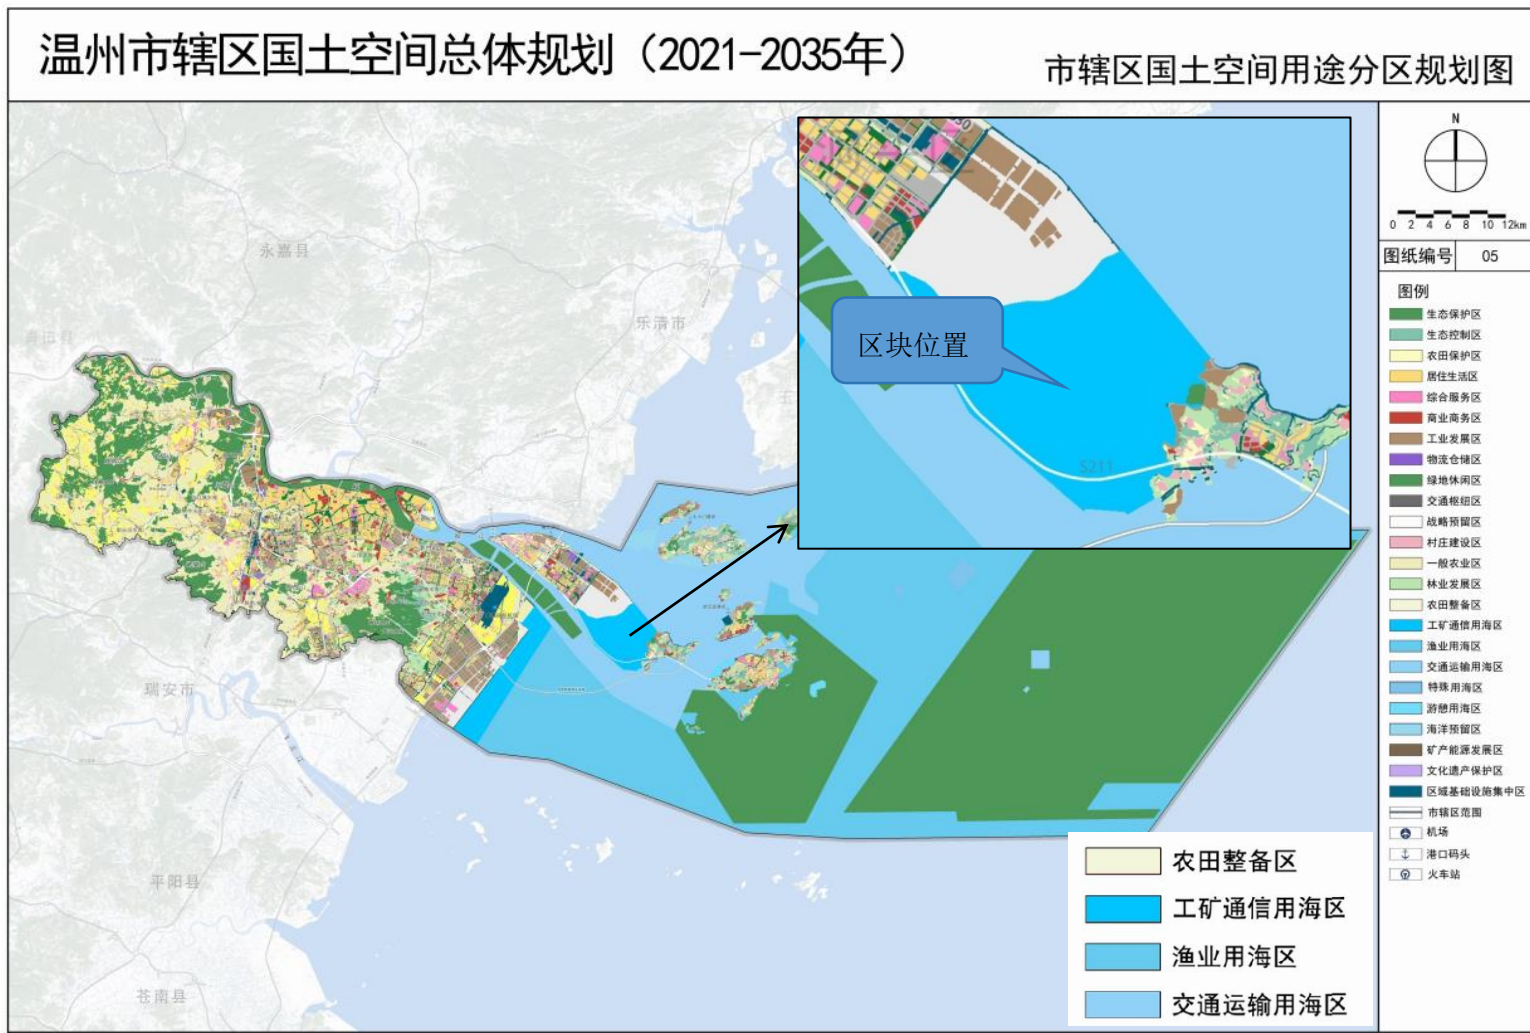 温州市辖区国土空间总体规划（2021-2035年）
市辖区国土空间用途分区规划图
永嘉县
乐清市
瑞安市
平阳县
苍南县
区块位置
S211
N
0 2 4 6 8 10 12km
图纸编号 05
图例
生态保护区
生态控制区
农田保护区
居住生活区
综合服务区
商业商务区
工业发展区
物流仓储区
绿地休闲区
交通枢纽区
战略预留区
村庄建设区
一般农业区
林业发展区
农田整备区
工矿通信用海区
渔业用海区
交通运输用海区
特殊用海区
游憩用海区
海洋预留区
矿产能源发展区
文化遗产保护区
区域基础设施集中区
市辖区范围
机场
港口码头
火车站
农田整备区
工矿通信用海区
渔业用海区
交通运输用海区